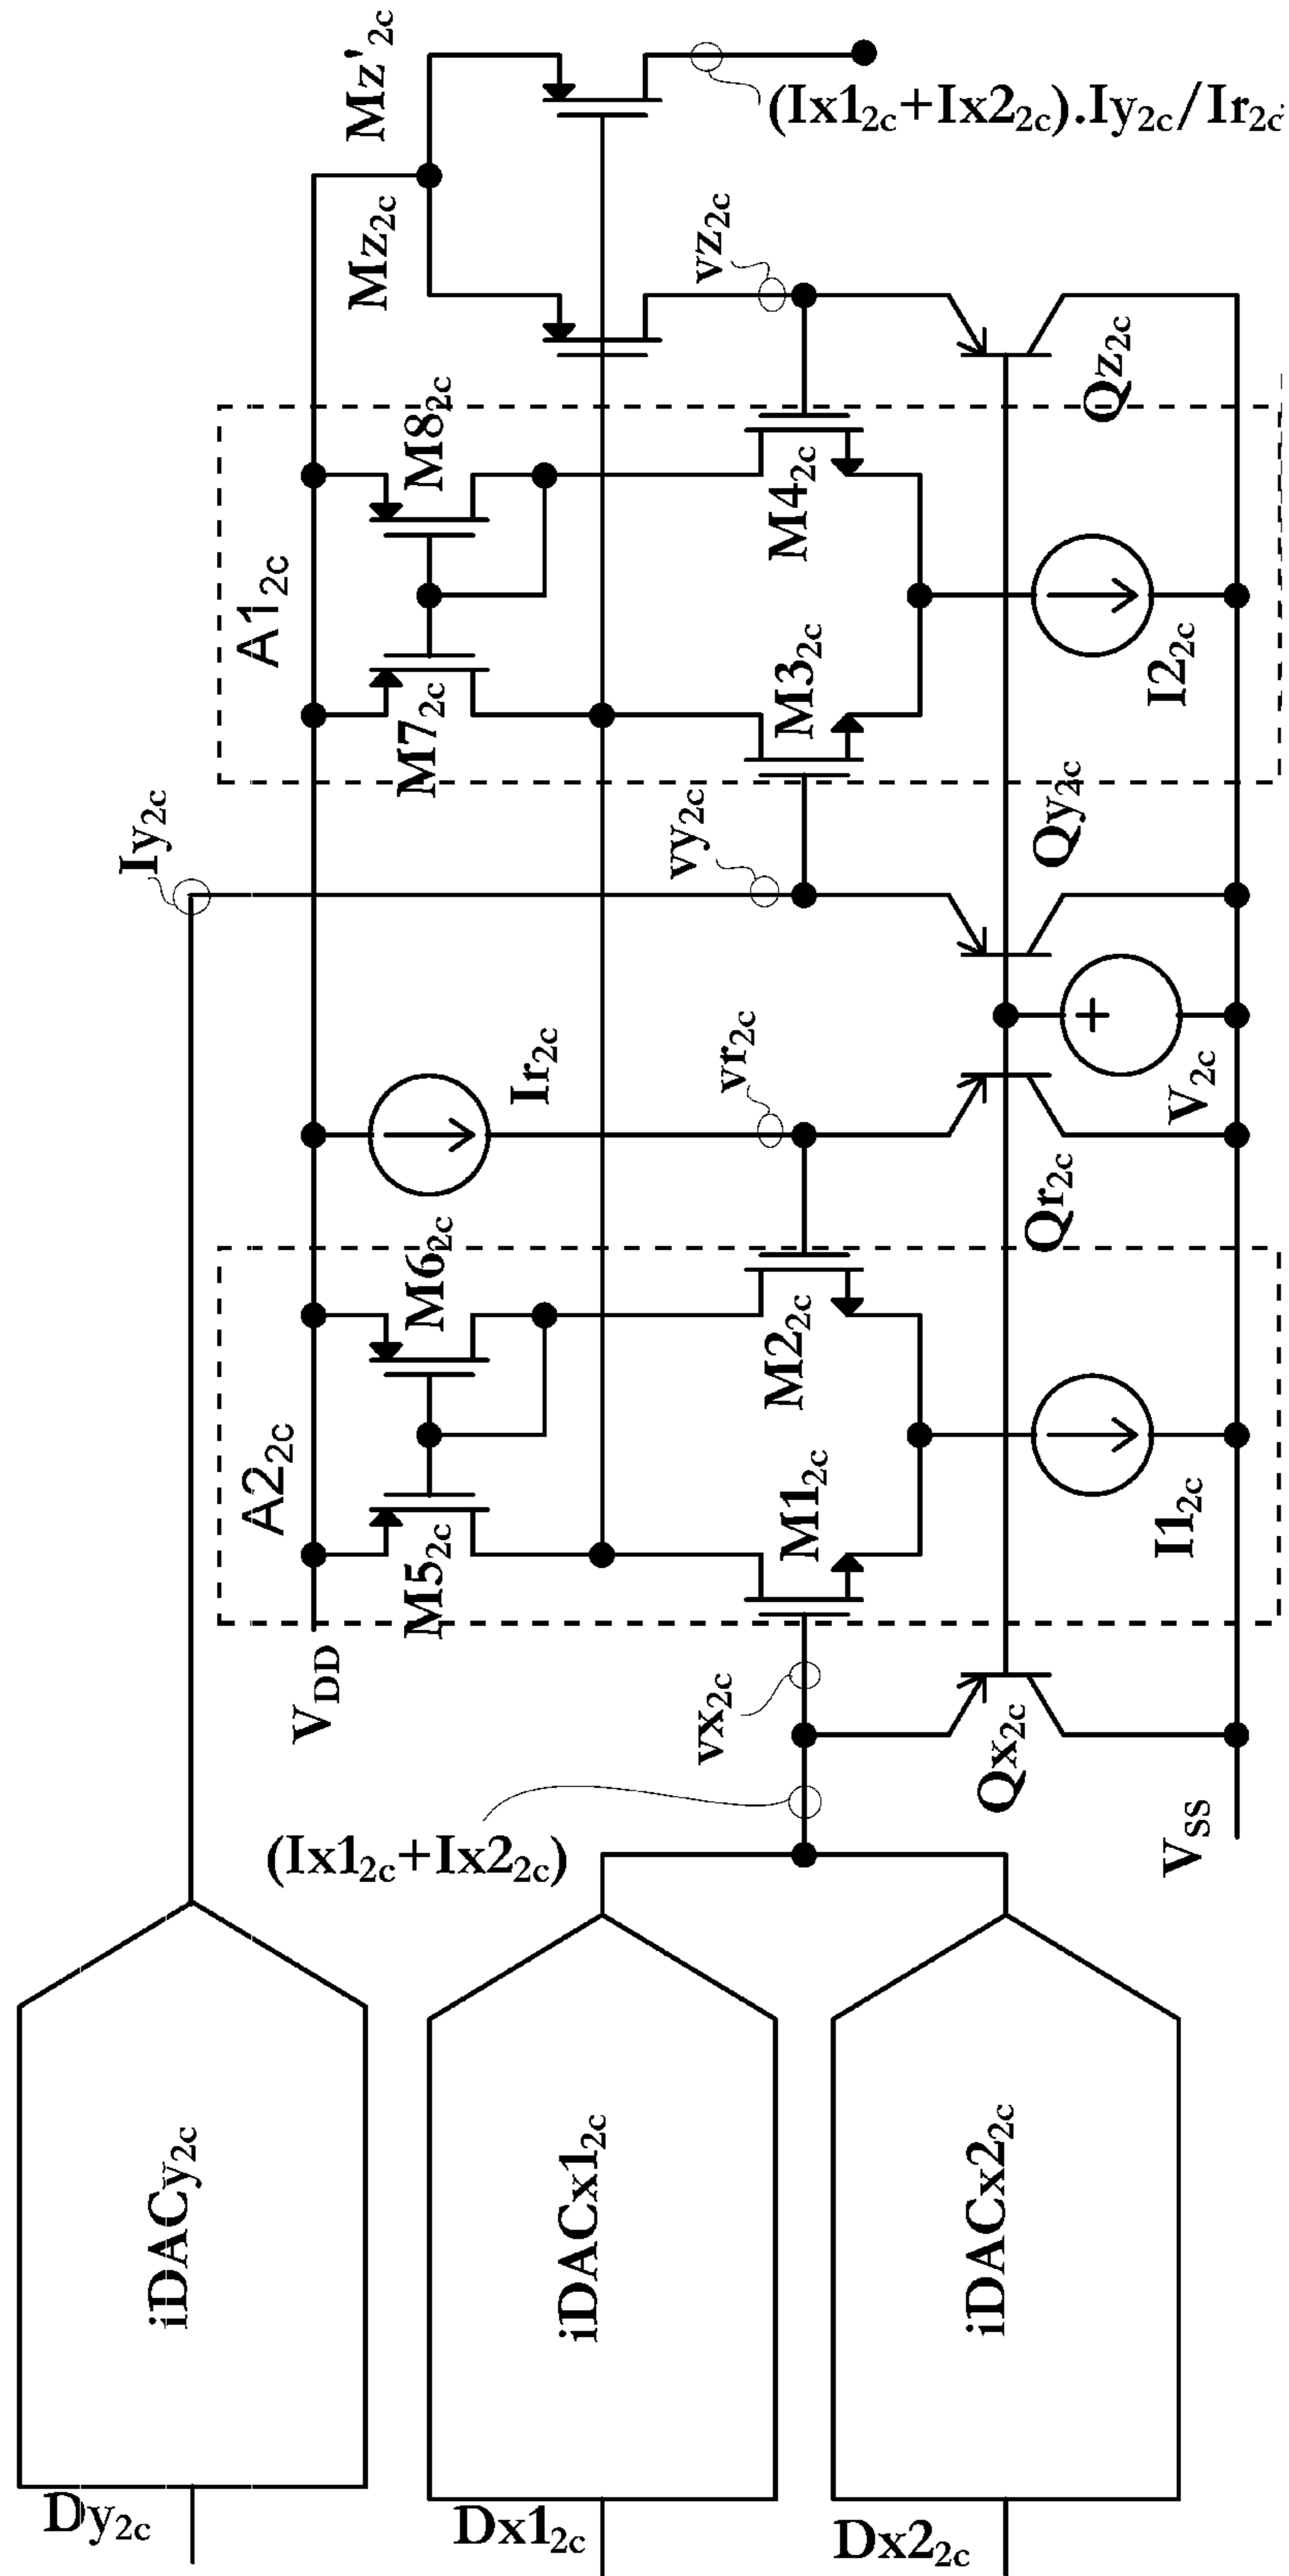 Mz'2c
(Ix12c+Ix22c).Iy2c/Ir2c
Mz2c
vz2c
Qz2c
M82c
M42c
A12c
I22c
M32c
M72c
Qy2c
vy2c
Iy2c
Ir2c
vr2c
V2c
Qr2c
M62c
M22c
A22c
M12c
I12c
M52c
VDD
vx2c
Qx2c
VSS
(Ix12c+Ix22c)
iDACy2c
iDACx12c
iDACx22c
Dy2c
Dx12c
Dx22c
+